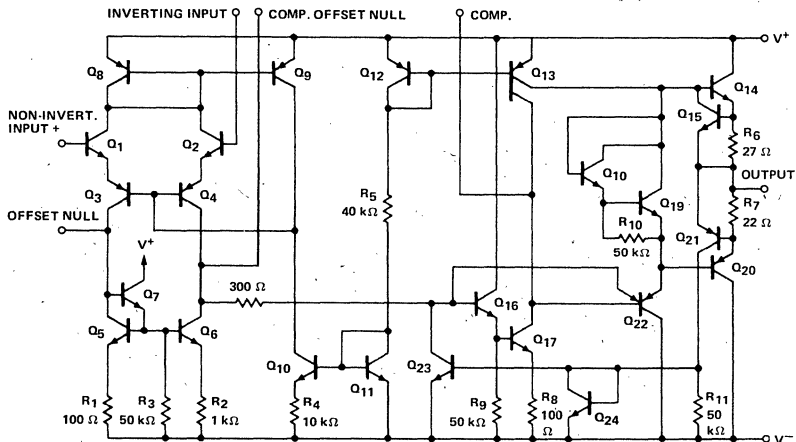 INVERTING INPUT
COMP. OFFSET NULL
COMP.
V+
Q8
Q9
Q12
Q13
Q14
Q15
NON-INVERT.
INPUT +
Q1
Q2
R6
27 Ω
Q3
Q4
Q10
OUTPUT
R5
40 kΩ
Q19
R7
22 Ω
OFFSET NULL
R10
50 kΩ
Q21
V+
Q20
Q7
300 Ω
Q16
Q22
Q5
Q6
Q17
Q10
Q11
Q23
R1
100 Ω
R3
50 kΩ
R2
1 kΩ
R4
10 kΩ
R9
50 kΩ
R8
100
Ω
Q24
R11
50
kΩ
V−